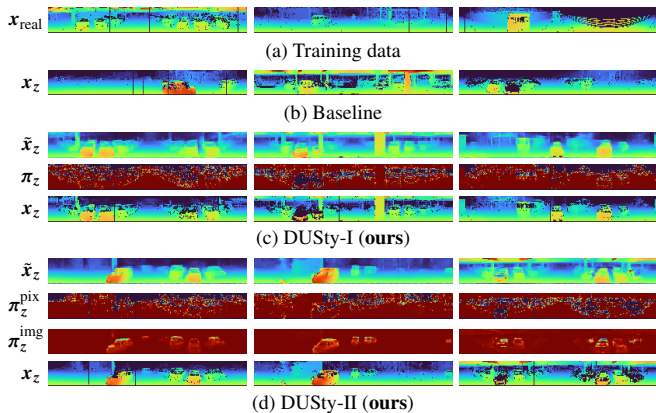 x_real
(a) Training data
x_z
(b) Baseline
x̃_z
π_z
x_z
(c) DUSty-I (ours)
x̃_z
π_z^pix
π_z^img
x_z
(d) DUSty-II (ours)